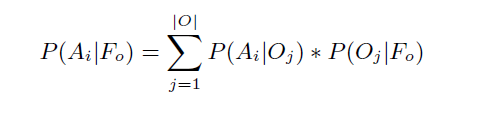 P(A_i|F_o) = \sum_{j=1}^{|O|} P(A_i|O_j) * P(O_j|F_o)